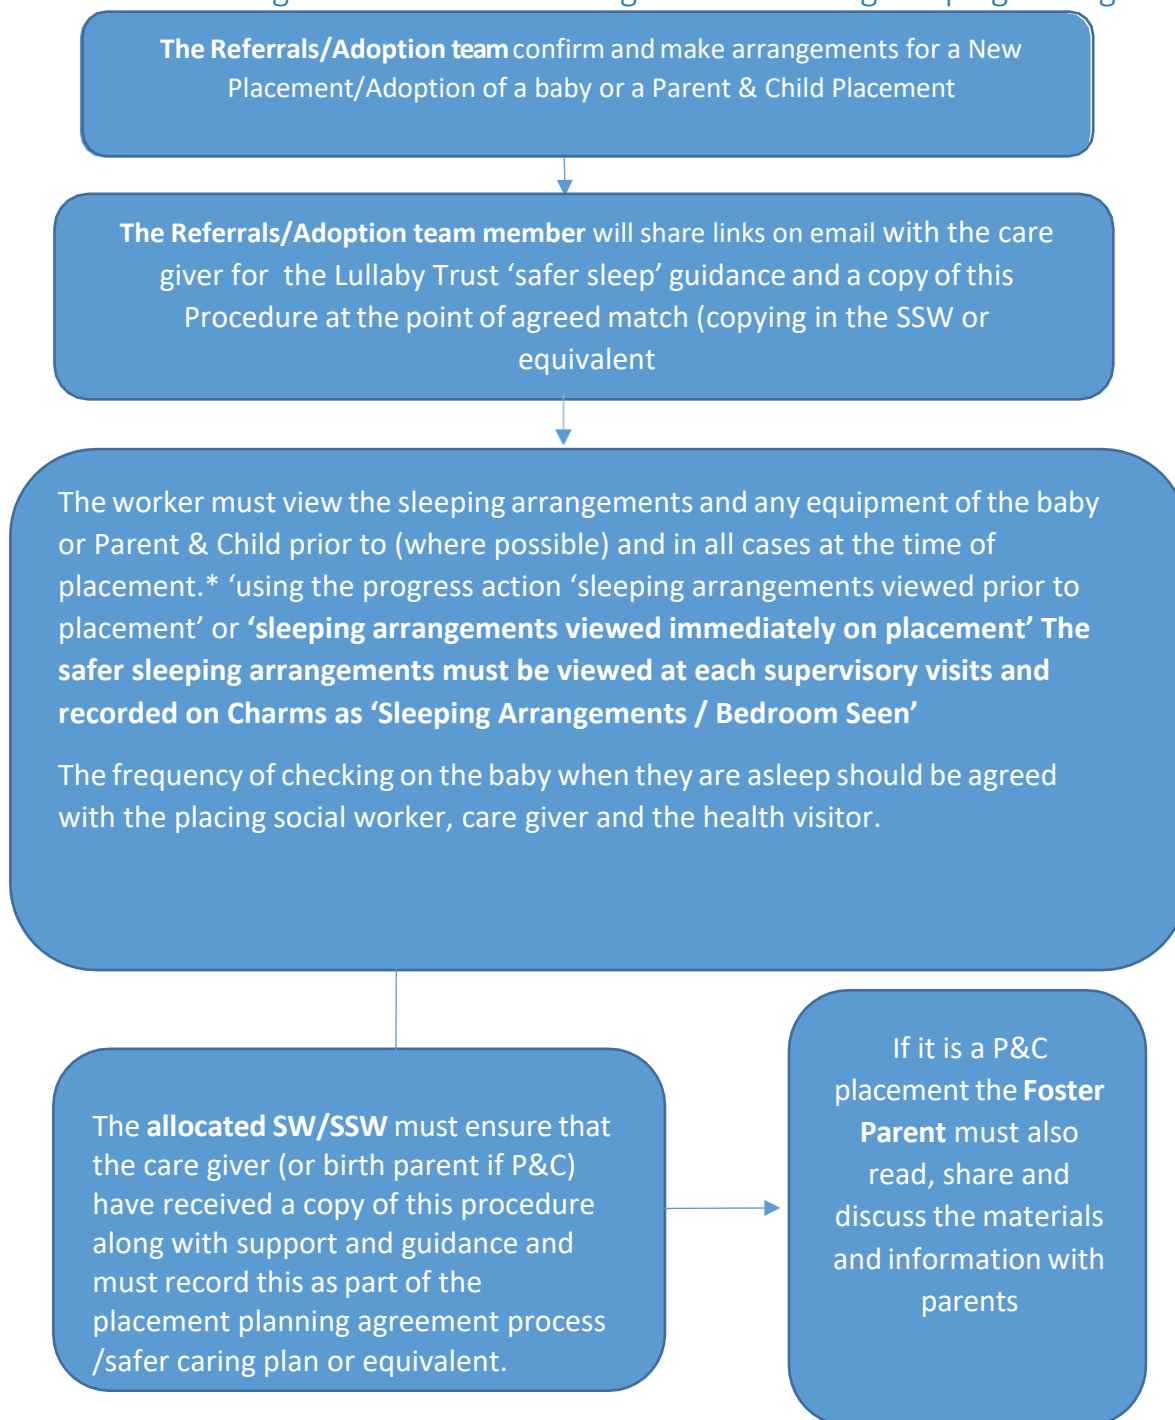 The Referrals/Adoption team confirm and make arrangements for a New
Placement/Adoption of a baby or a Parent & Child Placement
The Referrals/Adoption team member will share links on email with the care
giver for the Lullaby Trust ‘safer sleep’ guidance and a copy of this
Procedure at the point of agreed match (copying in the SSW or
equivalent
The worker must view the sleeping arrangements and any equipment of the baby
or Parent & Child prior to (where possible) and in all cases at the time of
placement.* ‘using the progress action ‘sleeping arrangements viewed prior to
placement’ or ‘sleeping arrangements viewed immediately on placement’ The
safer sleeping arrangements must be viewed at each supervisory visits and
recorded on Charms as ‘Sleeping Arrangements / Bedroom Seen’
The frequency of checking on the baby when they are asleep should be agreed
with the placing social worker, care giver and the health visitor.
The allocated SW/SSW must ensure that
the care giver (or birth parent if P&C)
have received a copy of this procedure
along with support and guidance and
must record this as part of the
placement planning agreement process
/safer caring plan or equivalent.
If it is a P&C
placement the Foster
Parent must also
read, share and
discuss the materials
and information with
parents